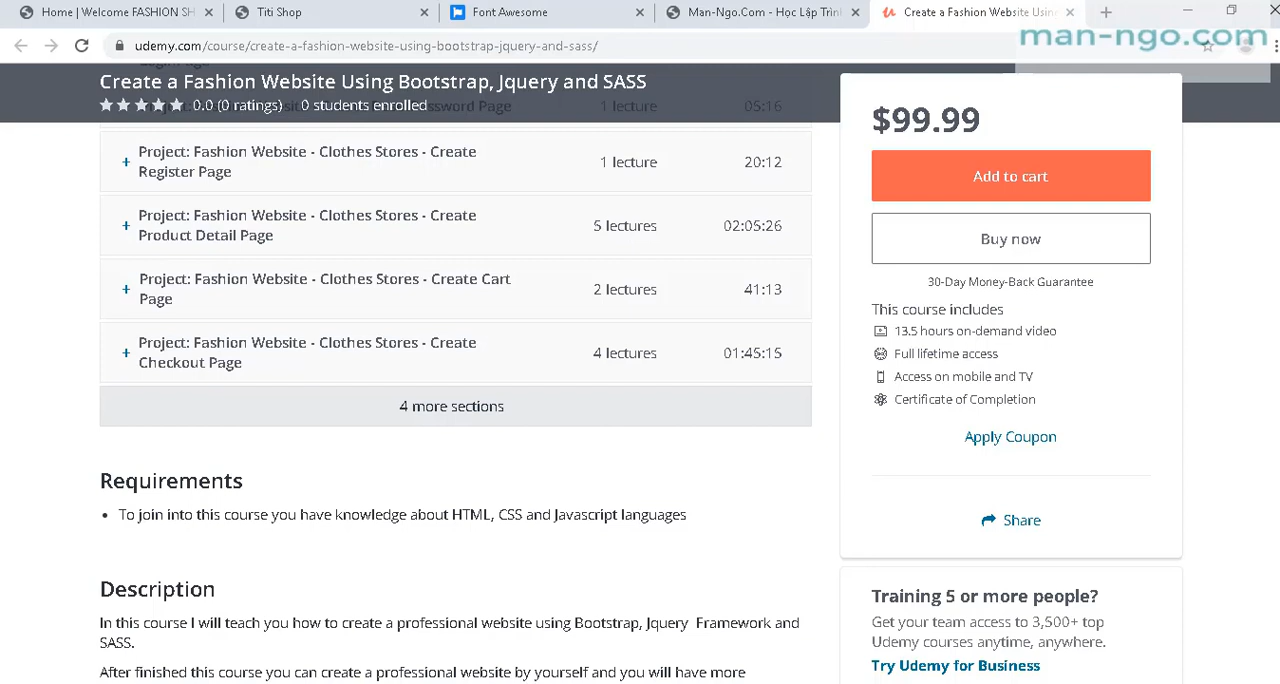 Home | Welcome FASHION SH
Titi Shop
Font Awesome
Man-Ngo.Com - Học Lập Trìn
Create a Fashion Website Usin
udemy.com/course/create-a-fashion-website-using-bootstrap-jquery-and-sass/
man-ngo.com
Create a Fashion Website Using Bootstrap, Jquery and SASS
0.0 (0 ratings) 0 students enrolled
1 lecture 05:16
Project: Fashion Website - Clothes Stores - Create
Register Page
1 lecture 20:12
Project: Fashion Website - Clothes Stores - Create
Product Detail Page
5 lectures 02:05:26
Project: Fashion Website - Clothes Stores - Create Cart
Page
2 lectures 41:13
Project: Fashion Website - Clothes Stores - Create
Checkout Page
4 lectures 01:45:15
4 more sections
Requirements
• To join into this course you have knowledge about HTML, CSS and Javascript languages
Description
In this course I will teach you how to create a professional website using Bootstrap, Jquery Framework and
SASS.
After finished this course you can create a professional website by yourself and you will have more
$99.99
Add to cart
Buy now
30-Day Money-Back Guarantee
This course includes
13.5 hours on-demand video
Full lifetime access
Access on mobile and TV
Certificate of Completion
Apply Coupon
Share
Training 5 or more people?
Get your team access to 3,500+ top
Udemy courses anytime, anywhere.
Try Udemy for Business